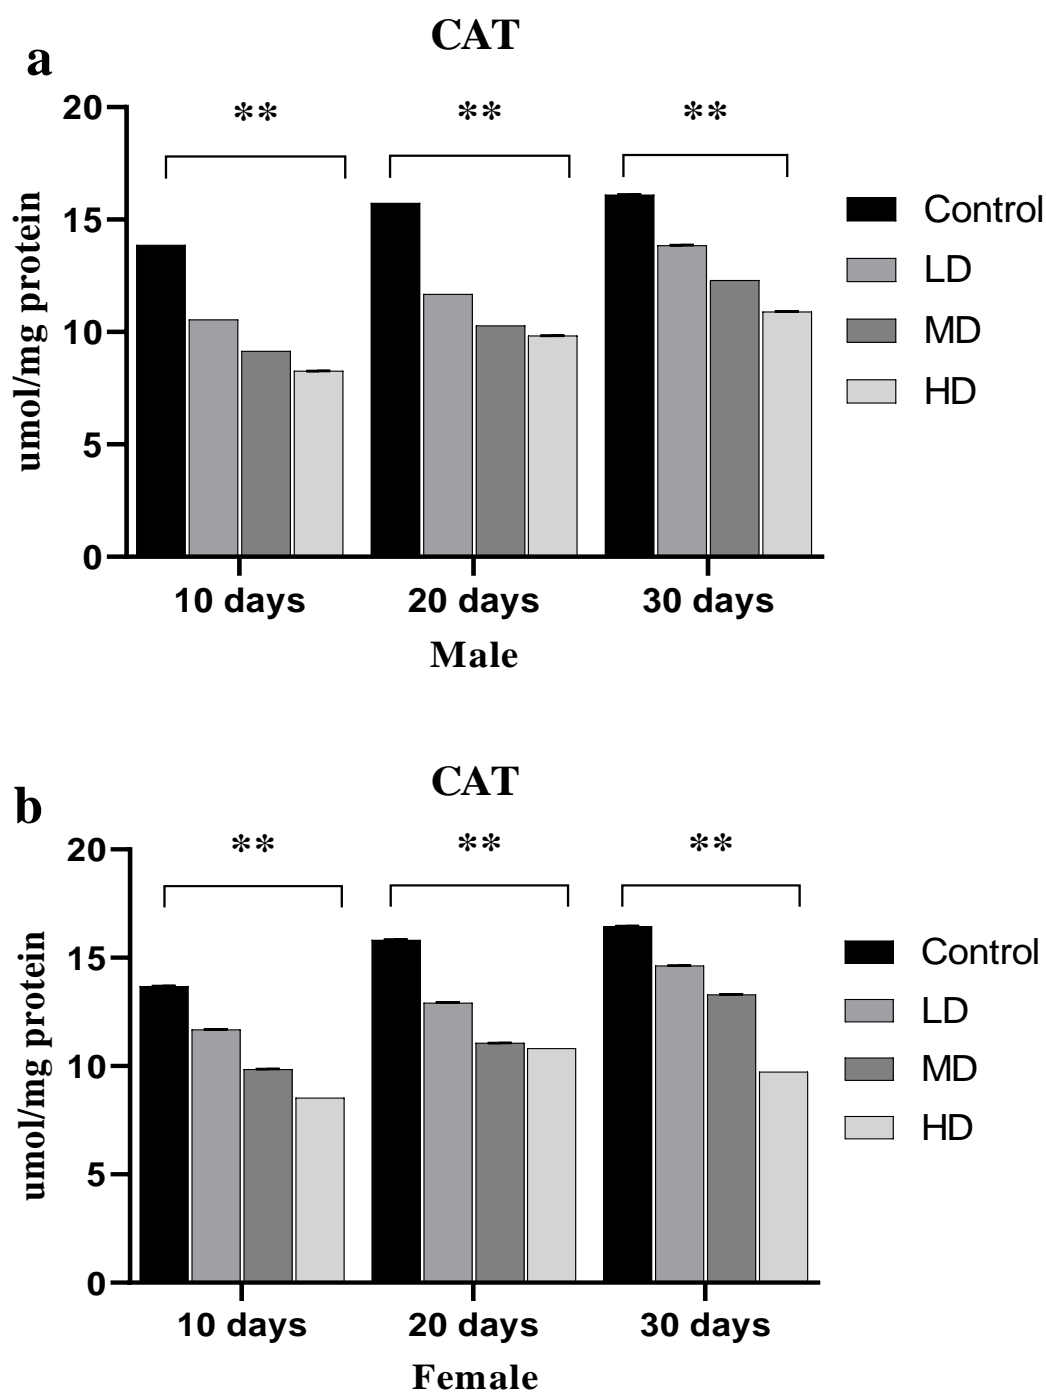 CAT
a
20
15
10
5
0
umol/mg protein
**
**
**
Control
LD
MD
HD
10 days
20 days
30 days
Male
CAT
b
20
15
10
5
0
umol/mg protein
**
**
**
Control
LD
MD
HD
10 days
20 days
30 days
Female